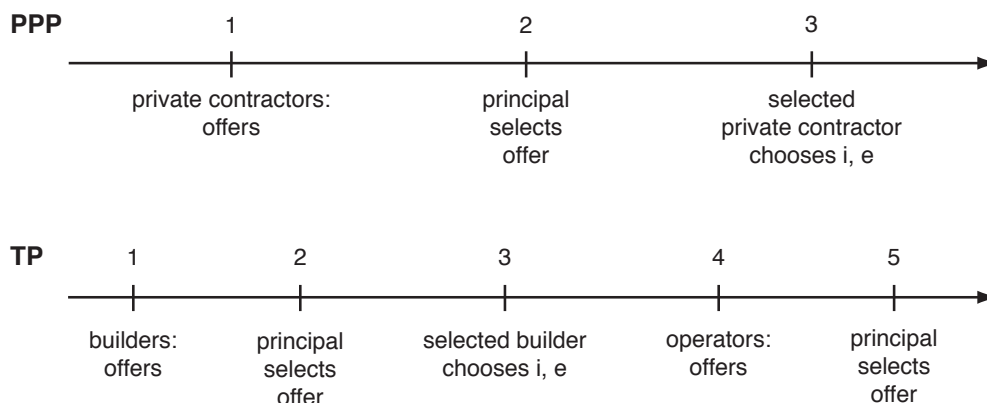 PPP 1 2 3
private contractors: principal selected
offers selects private contractor
offer chooses i, e
TP 1 2 3 4 5
builders: principal selected builder operators: principal
offers selects chooses i, e offers selects
offer offer